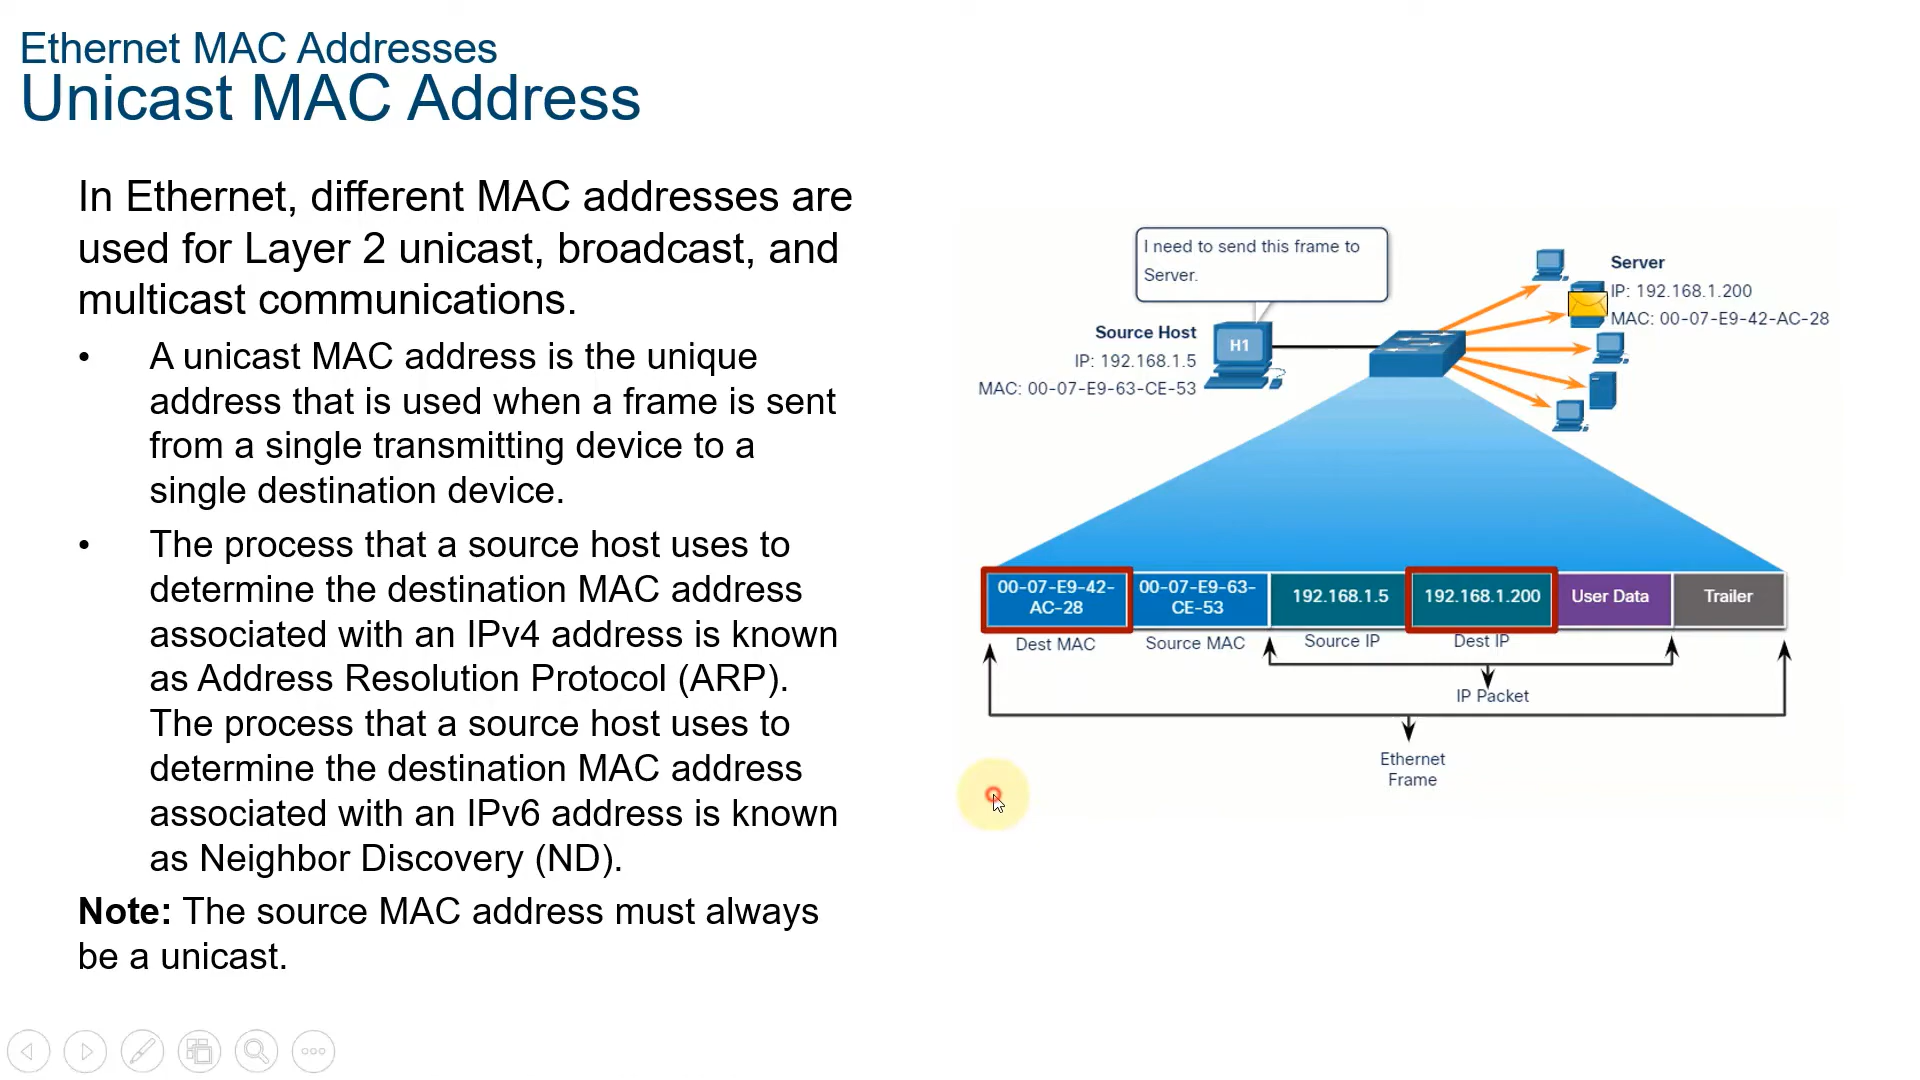 Ethernet MAC Addresses
Unicast MAC Address
In Ethernet, different MAC addresses are
used for Layer 2 unicast, broadcast, and
multicast communications.
• A unicast MAC address is the unique
address that is used when a frame is sent
from a single transmitting device to a
single destination device.
• The process that a source host uses to
determine the destination MAC address
associated with an IPv4 address is known
as Address Resolution Protocol (ARP).
The process that a source host uses to
determine the destination MAC address
associated with an IPv6 address is known
as Neighbor Discovery (ND).
Note: The source MAC address must always
be a unicast.
I need to send this frame to
Server.
Source Host
IP: 192.168.1.5
MAC: 00-07-E9-63-CE-53
H1
Server
IP: 192.168.1.200
MAC: 00-07-E9-42-AC-28
00-07-E9-42-
AC-28
00-07-E9-63-
CE-53
192.168.1.5
192.168.1.200
User Data
Trailer
Dest MAC
Source MAC
Source IP
Dest IP
IP Packet
Ethernet
Frame